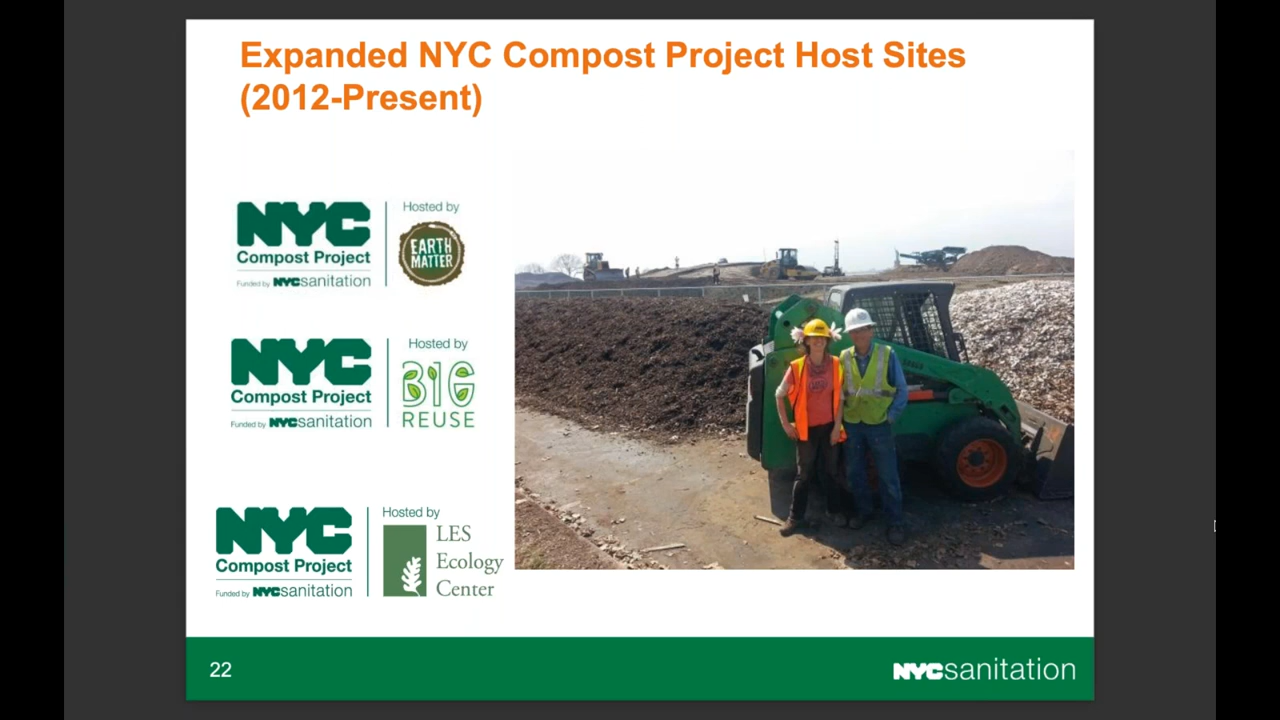 Expanded NYC Compost Project Host Sites
(2012-Present)
NYC
Compost Project
Funded by NYCsanitation
Hosted by
EARTH
MATTER
NYC
Compost Project
Funded by NYCsanitation
Hosted by
BIG
REUSE
NYC
Compost Project
Funded by NYCsanitation
Hosted by
LES
Ecology
Center
22
NYCsanitation